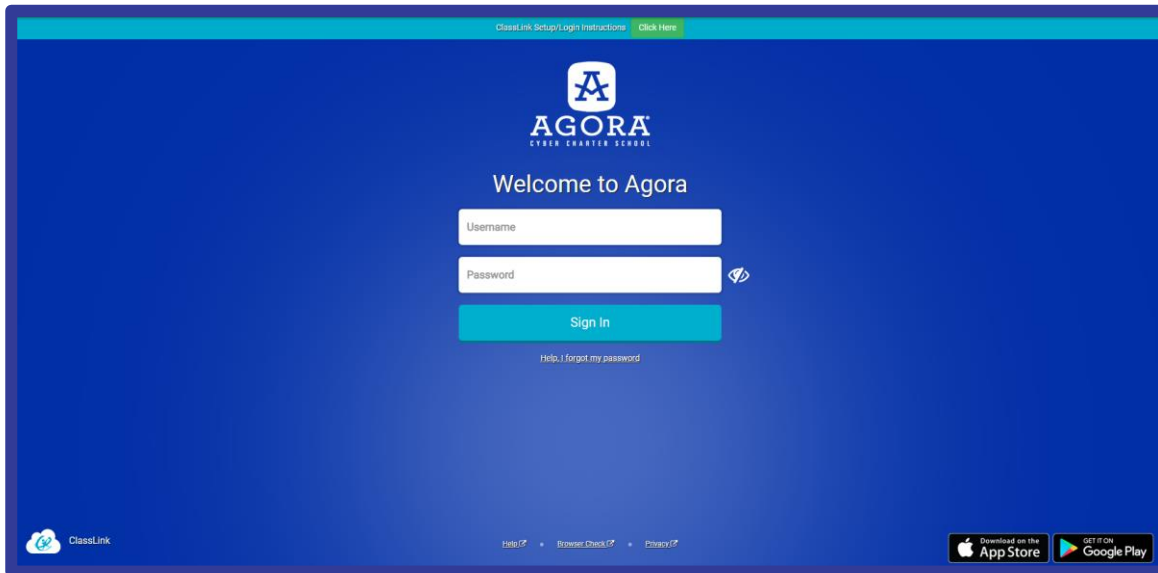 ClassLink Setup/Login Instructions Click Here
A
AGORA
CYBER CHARTER SCHOOL
Welcome to Agora
Username
Password
Sign In
Help, I forgot my password
ClassLink
Help • Browser Check • Privacy
Download on the
App Store
GET IT ON
Google Play